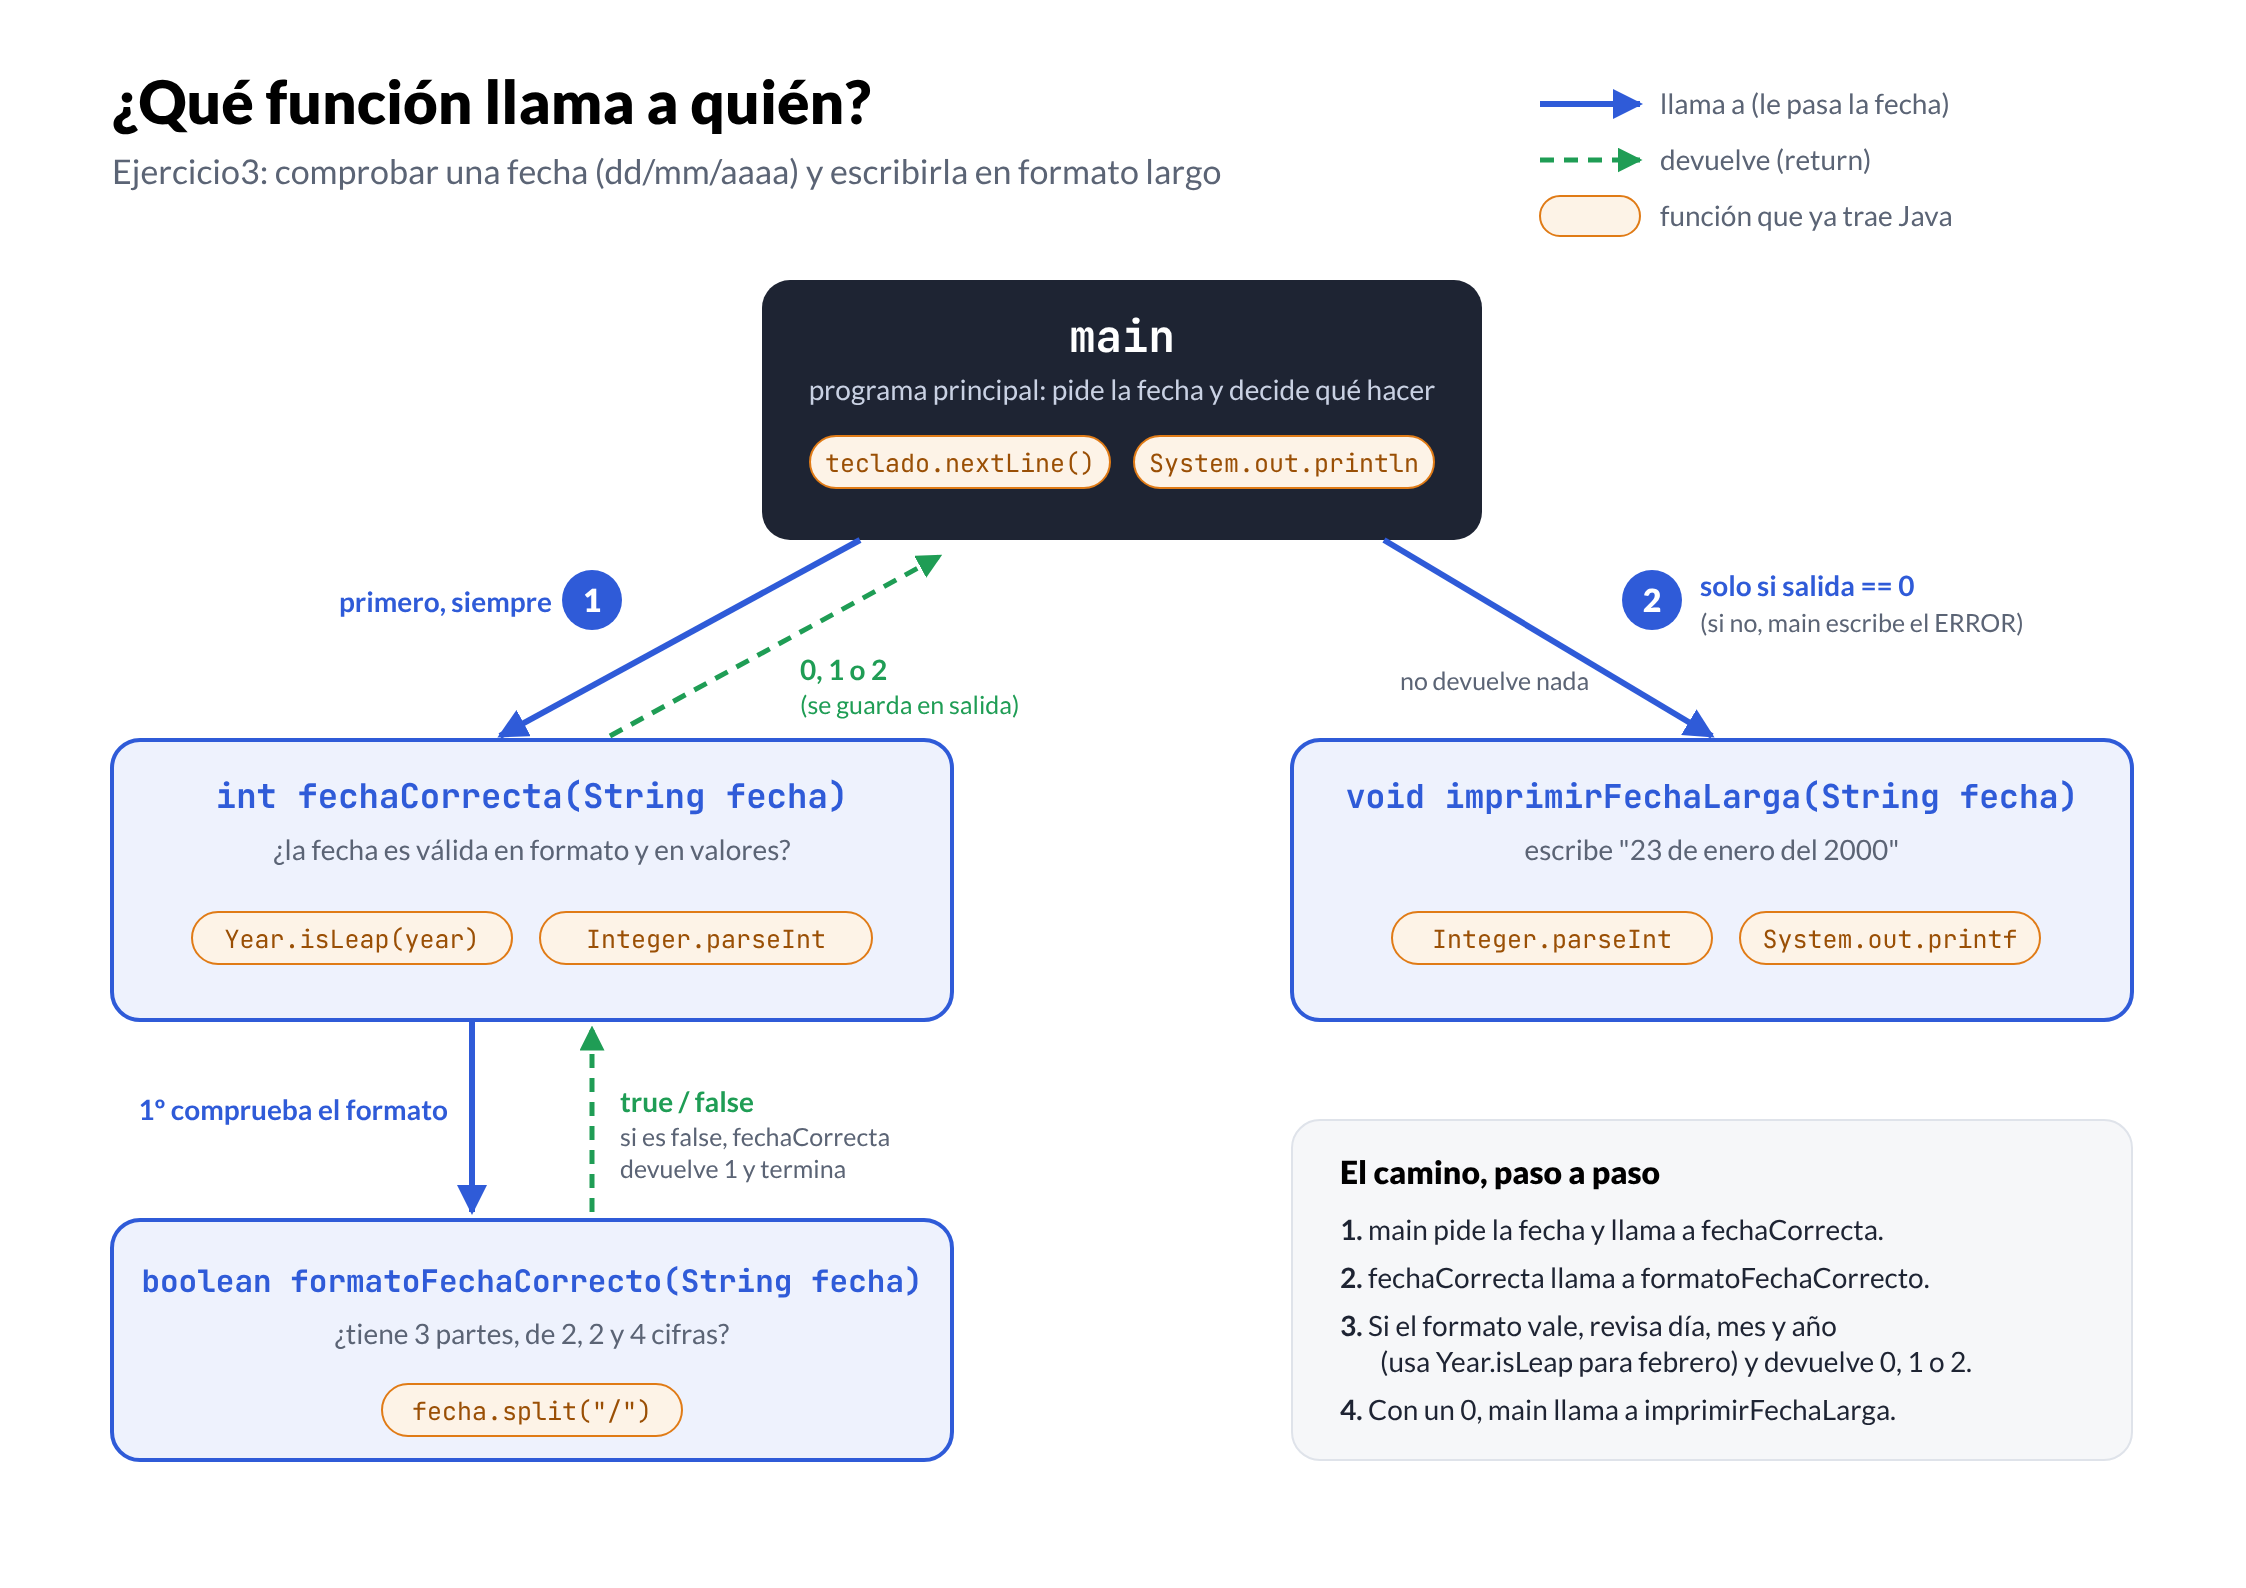 ¿Qué función llama a quién?
Ejercicio3: comprobar una fecha (dd/mm/aaaa) y escribirla en formato largo
llama a (le pasa la fecha)
devuelve (return)
función que ya trae Java
main
programa principal: pide la fecha y decide qué hacer
teclado.nextLine()
System.out.println
primero, siempre
1
0, 1 o 2
(se guarda en salida)
2
solo si salida == 0
(si no, main escribe el ERROR)
no devuelve nada
int fechaCorrecta(String fecha)
¿la fecha es válida en formato y en valores?
Year.isLeap(year)
Integer.parseInt
void imprimirFechaLarga(String fecha)
escribe "23 de enero del 2000"
Integer.parseInt
System.out.printf
1º comprueba el formato
true / false
si es false, fechaCorrecta
devuelve 1 y termina
boolean formatoFechaCorrecto(String fecha)
¿tiene 3 partes, de 2, 2 y 4 cifras?
fecha.split("/")
El camino, paso a paso
1. main pide la fecha y llama a fechaCorrecta.
2. fechaCorrecta llama a formatoFechaCorrecto.
3. Si el formato vale, revisa día, mes y año
(usa Year.isLeap para febrero) y devuelve 0, 1 o 2.
4. Con un 0, main llama a imprimirFechaLarga.